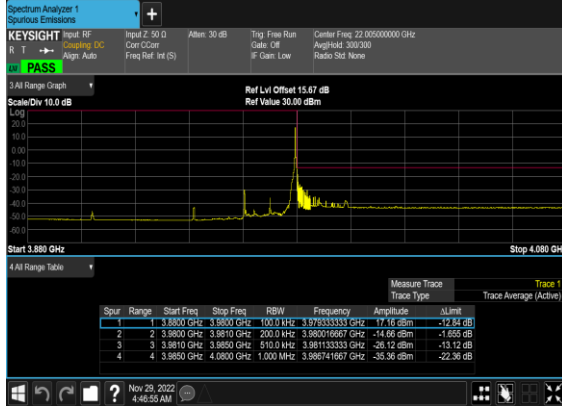 Spectrum Analyzer 1
Spurious Emissions
+
KEYSIGHT Input: RF Input Z: 50 Ω Atten: 30 dB Trig: Free Run Center Freq: 22.005000000 GHz
R T Coupling: DC Corr CCorr Gate: Off Avg|Hold: 300/300
Align: Auto Freq Ref: Int (S) IF Gain: Low Radio Std: None
PASS
3 All Range Graph
Ref Lvl Offset 15.67 dB
Scale/Div 10.0 dB Ref Value 30.00 dBm
Log
20.0
10.0
0.00
-10.0
-20.0
-30.0
-40.0
-50.0
-60.0
Start 3.880 GHz Stop 4.080 GH
4 All Range Table
Measure Trace Trace 1
Trace Type Trace Average (Active)
Spur Range Start Freq Stop Freq RBW Frequency Amplitude ΔLimit
1 1 3.8800 GHz 3.9800 GHz 100.0 kHz 3.979333333 GHz 17.16 dBm -12.84 dB
2 2 3.9800 GHz 3.9810 GHz 200.0 kHz 3.980016667 GHz -14.66 dBm -1.655 dB
3 3 3.9810 GHz 3.9850 GHz 510.0 kHz 3.981133333 GHz -26.12 dBm -13.12 dB
4 4 3.9850 GHz 4.0800 GHz 1.000 MHz 3.986741667 GHz -35.36 dBm -22.36 dB
? Nov 29, 2022
4:46:55 AM